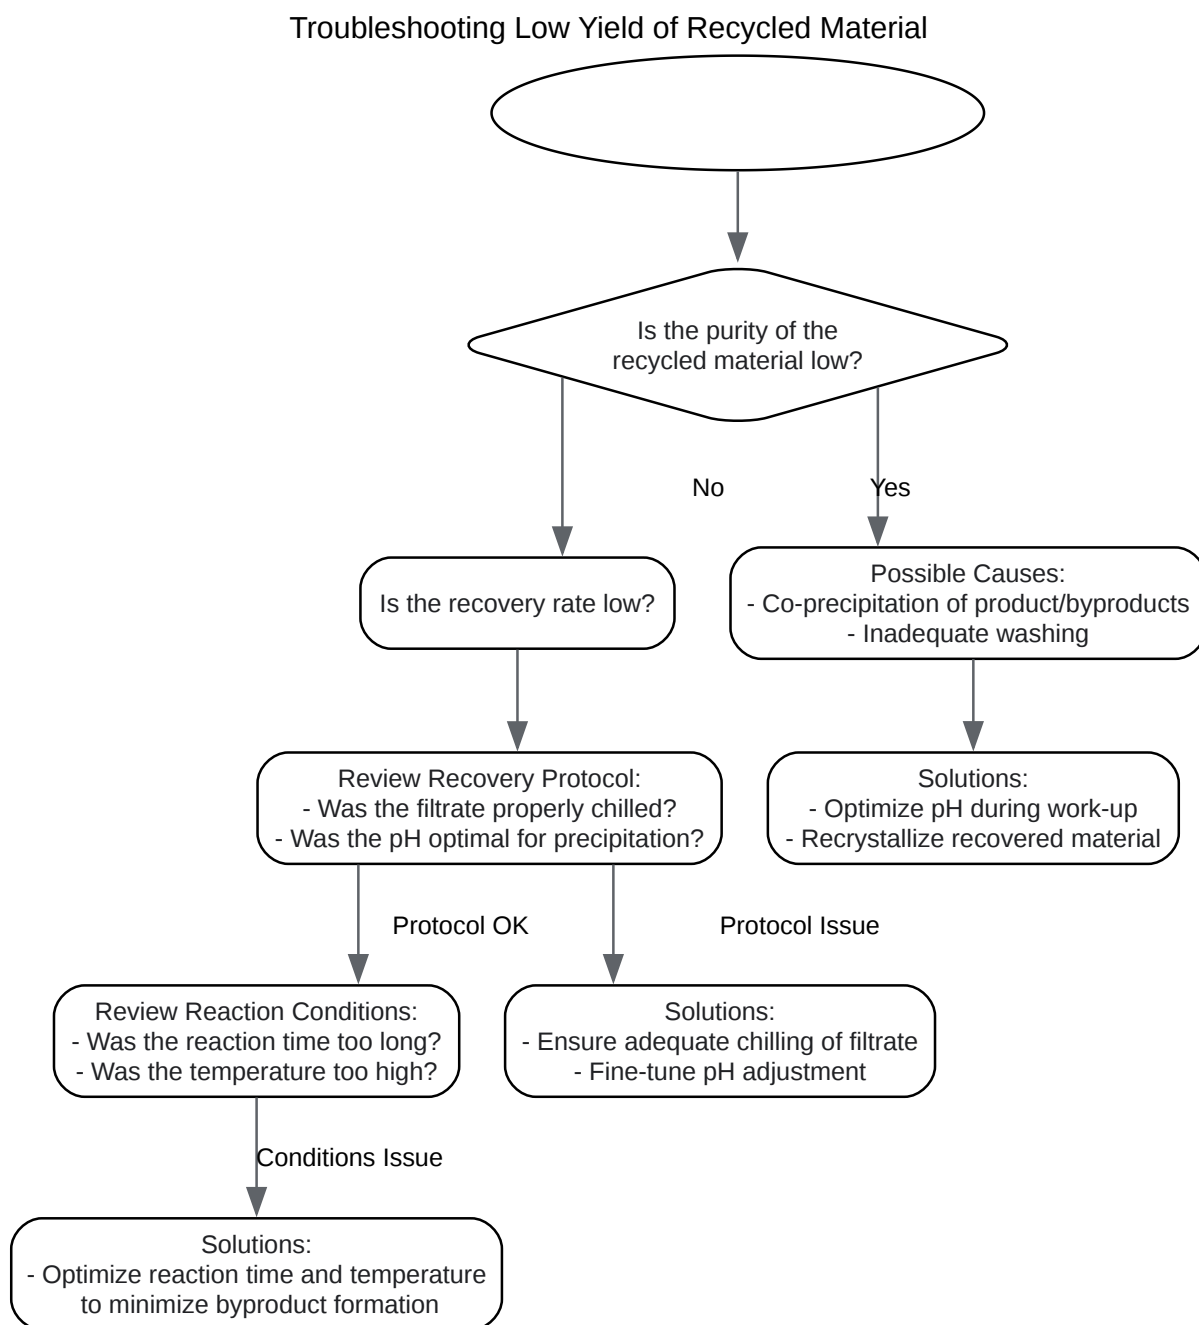 Troubleshooting Low Yield of Recycled Material
Is the purity of the
recycled material low?
No
Yes
Is the recovery rate low?
Possible Causes:
- Co-precipitation of product/byproducts
- Inadequate washing
Review Recovery Protocol:
- Was the filtrate properly chilled?
- Was the pH optimal for precipitation?
Solutions:
- Optimize pH during work-up
- Recrystallize recovered material
Protocol OK
Protocol Issue
Review Reaction Conditions:
- Was the reaction time too long?
- Was the temperature too high?
Solutions:
- Ensure adequate chilling of filtrate
- Fine-tune pH adjustment
Conditions Issue
Solutions:
- Optimize reaction time and temperature
to minimize byproduct formation